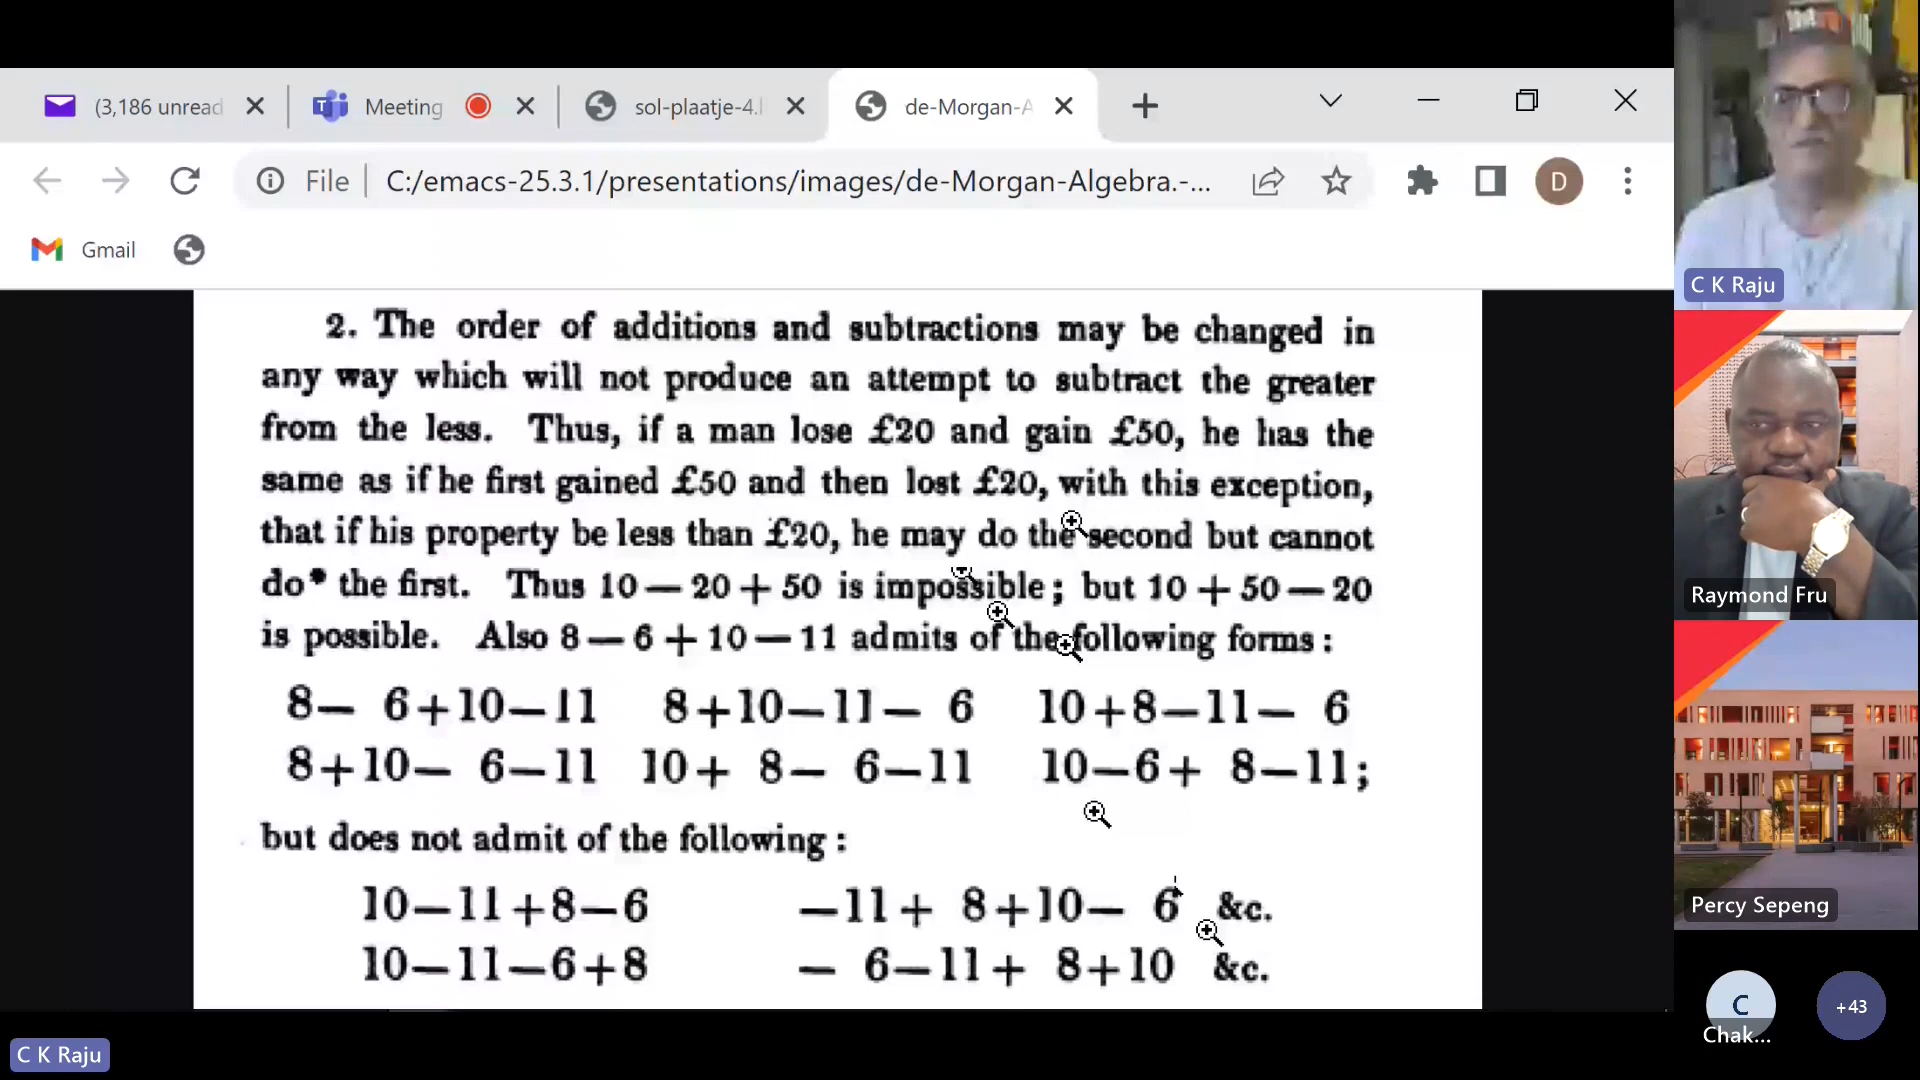 (3,186 unread
Meeting
sol-plaatje-4.l
de-Morgan-A
File
C:/emacs-25.3.1/presentations/images/de-Morgan-Algebra.-...
D
Gmail
2. The order of additions and subtractions may be changed in
any way which will not produce an attempt to subtract the greater
from the less. Thus, if a man lose £20 and gain £50, he has the
same as if he first gained £50 and then lost £20, with this exception,
that if his property be less than £20, he may do the second but cannot
do* the first. Thus 10 — 20 + 50 is impossible; but 10 + 50 — 20
is possible. Also 8 — 6 + 10 — 11 admits of the following forms:
8— 6+10—11 8+10—11— 6 10+8—11— 6
8+10— 6—11 10+ 8— 6—11 10—6+ 8—11;
but does not admit of the following:
10—11+8—6 —11+ 8+10— 6 &c.
10—11—6+8 — 6—11+ 8+10 &c.
C K Raju
Raymond Fru
Percy Sepeng
C
Chak...
+43
C K Raju